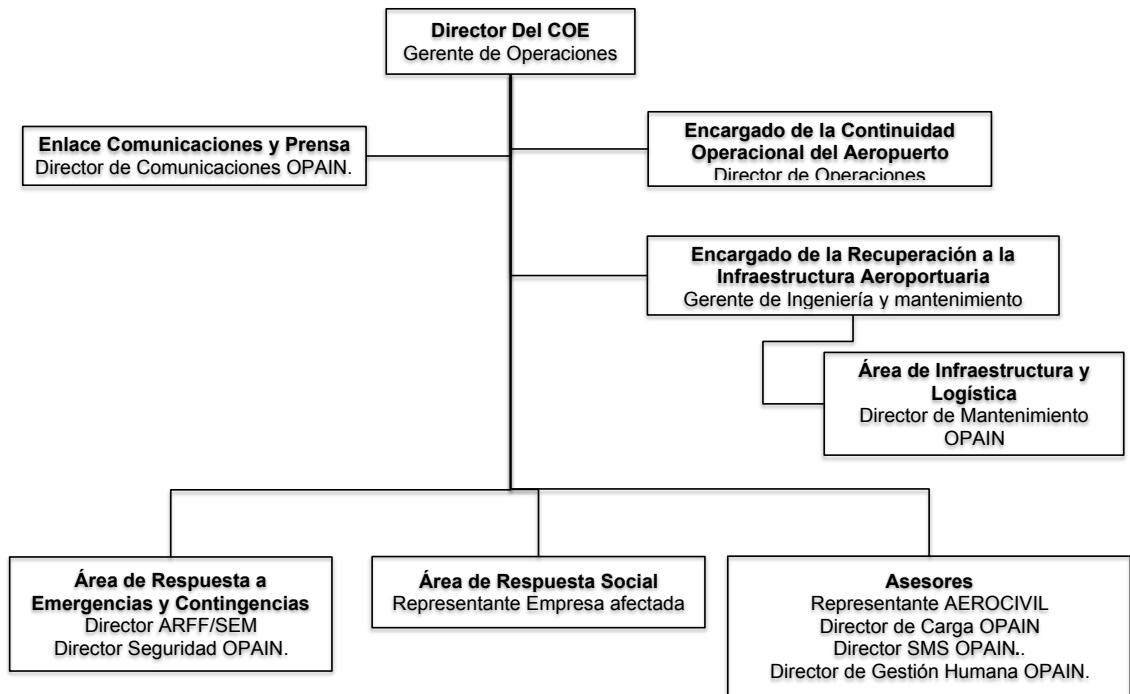 Director Del COE
Gerente de Operaciones
Enlace Comunicaciones y Prensa
Director de Comunicaciones OPAIN.
Encargado de la Continuidad
Operacional del Aeropuerto
Director de Operaciones
Encargado de la Recuperación a la
Infraestructura Aeroportuaria
Gerente de Ingeniería y mantenimiento
Área de Infraestructura y
Logística
Director de Mantenimiento
OPAIN
Área de Respuesta a
Emergencias y Contingencias
Director ARFF/SEM
Director Seguridad OPAIN.
Área de Respuesta Social
Representante Empresa afectada
Asesores
Representante AEROCIVIL
Director de Carga OPAIN
Director SMS OPAIN..
Director de Gestión Humana OPAIN.